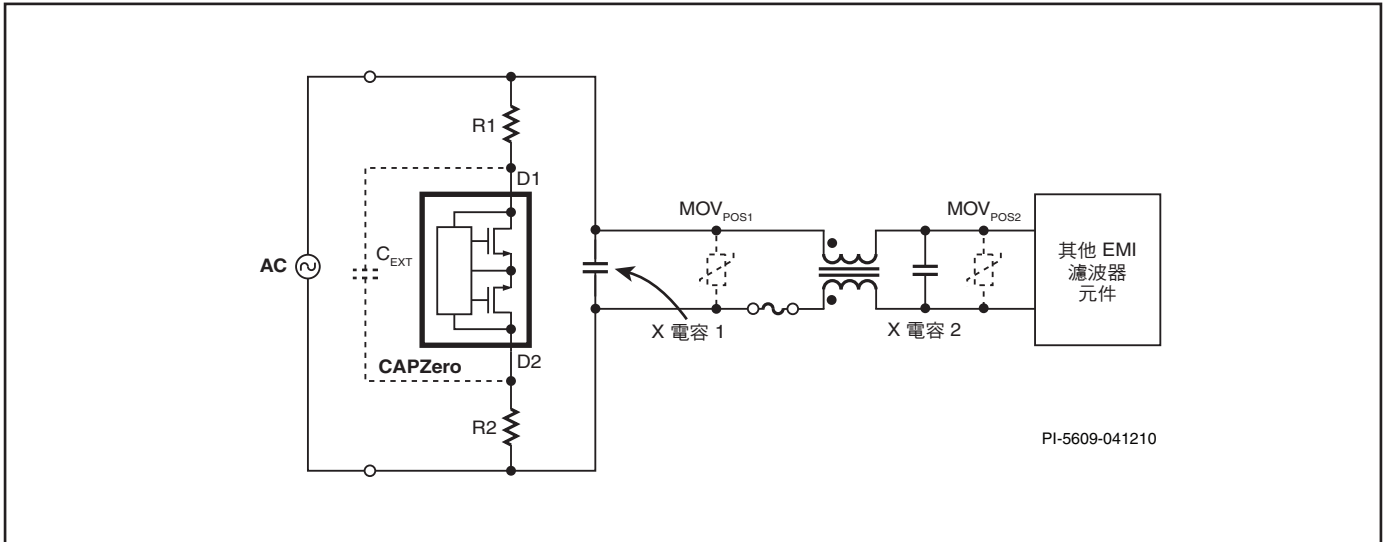 R1
D1
MOV_POS1
MOV_POS2
C_EXT
AC
其他 EMI
濾波器
元件
X 電容 1
X 電容 2
D2
CAPZero
R2
PI-5609-041210